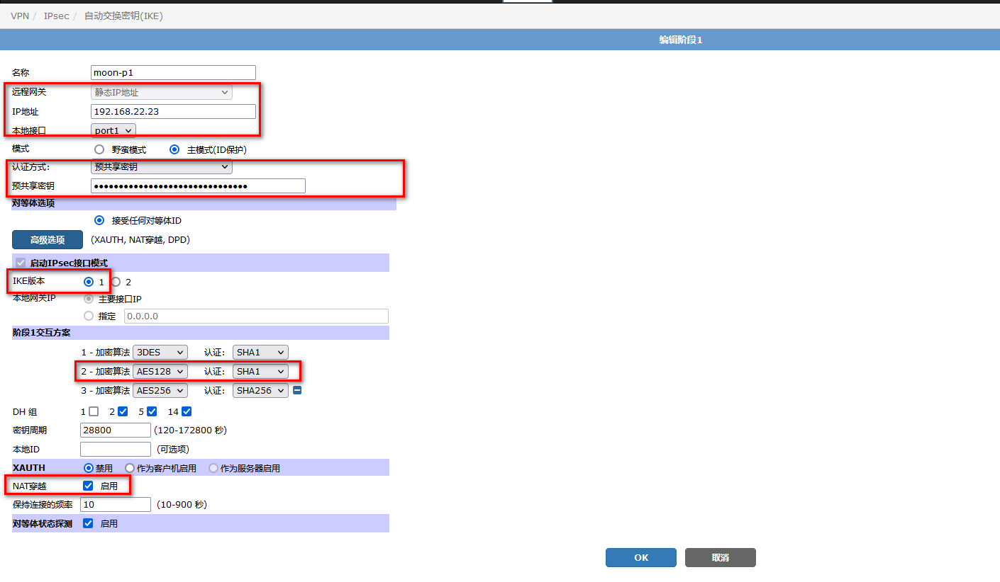 VPN / IPsec / 自动交换密钥(IKE)
编辑阶段1
名称 moon-p1
远程网关 静态IP地址
IP地址 192.168.22.23
本地接口 port1
模式 野蛮模式 主模式(ID保护)
认证方式: 预共享密钥
预共享密钥 ●●●●●●●●●●●●●●●●●●●●●●●●●●●●●●●
对等体选项
接受任何对等体ID
高级选项 (XAUTH, NAT穿越, DPD)
启动IPsec接口模式
IKE版本 1 2
本地网关IP 主要接口IP
指定 0.0.0.0
阶段1交互方案
1 - 加密算法 3DES 认证: SHA1
2 - 加密算法 AES128 认证: SHA1
3 - 加密算法 AES256 认证: SHA256
DH 组 1 2 5 14
密钥周期 28800 (120-172800 秒)
本地ID (可选项)
XAUTH 禁用 作为客户机启用 作为服务器启用
NAT穿越 启用
保持连接的频率 10 (10-900 秒)
对等体状态探测 启用
OK 取消